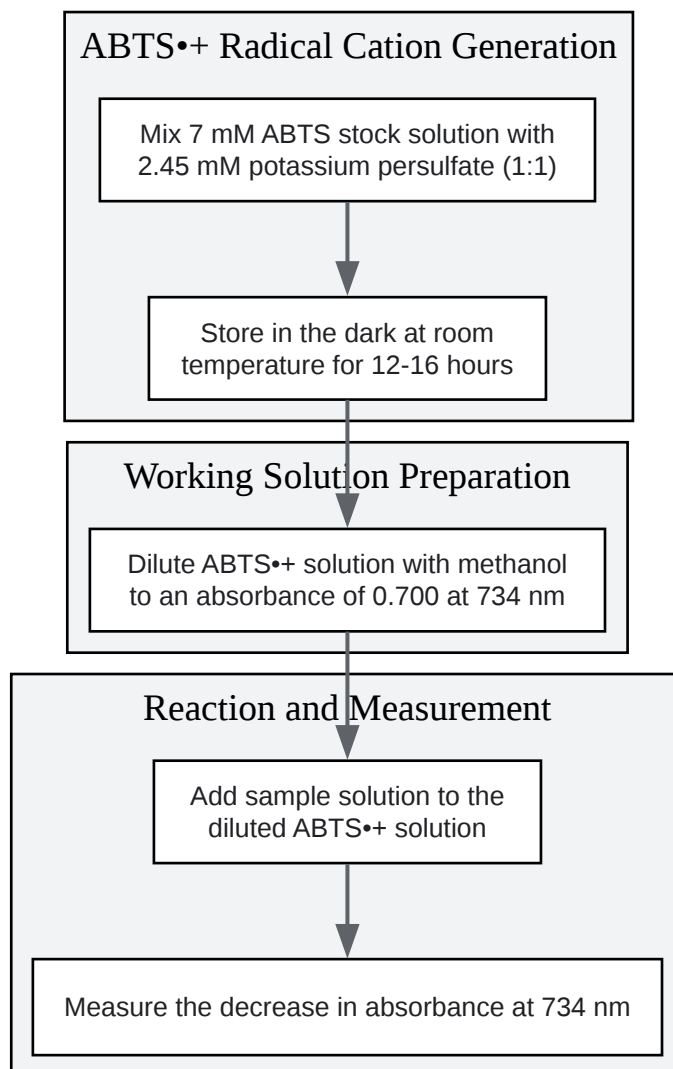 ABTS•+ Radical Cation Generation
Mix 7 mM ABTS stock solution with
2.45 mM potassium persulfate (1:1)
Store in the dark at room
temperature for 12-16 hours
Working Solution Preparation
Dilute ABTS•+ solution with methanol
to an absorbance of 0.700 at 734 nm
Reaction and Measurement
Add sample solution to the
diluted ABTS•+ solution
Measure the decrease in absorbance at 734 nm